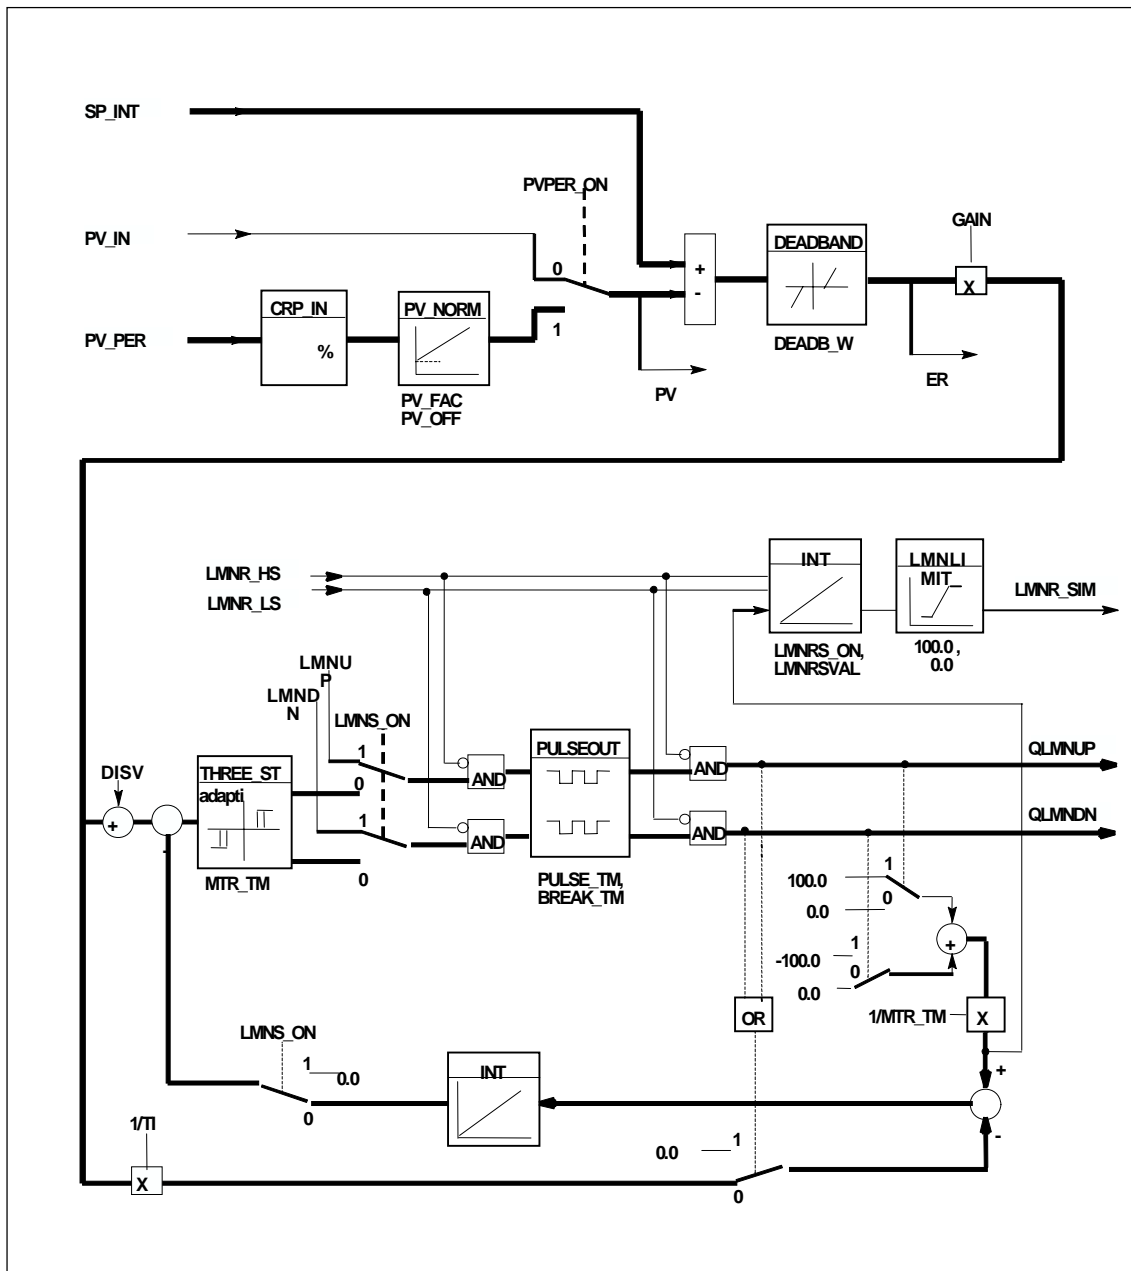 SP_INT
PVPER_ON
PV_IN
GAIN
DEADBAND
+
0
-
X
CRP_IN
PV_NORM
PV_PER
%
1
DEADB_W
ER
PV
PV_FAC
PV_OFF
LMNR_HS
LMNR_LS
INT
LMNLI
MIT_
LMNR_SIM
LMNRS_ON,
LMNRSVAL
100.0 ,
0.0
LMNU
P
LMND
N
LMNS_ON
1
0
AND
PULSEOUT
AND
QLMNUP
DISV
+
THREE_ST
adapti
1
AND
AND
QLMNDN
-
MTR_TM
0
PULSE_TM,
BREAK_TM
1
100.0
0
0.0
+
1
-100.0
0
0.0
OR
1/MTR_TM
X
LMNS_ON
1
0.0
INT
+
0
1/TI
-
0.0
1
X
0